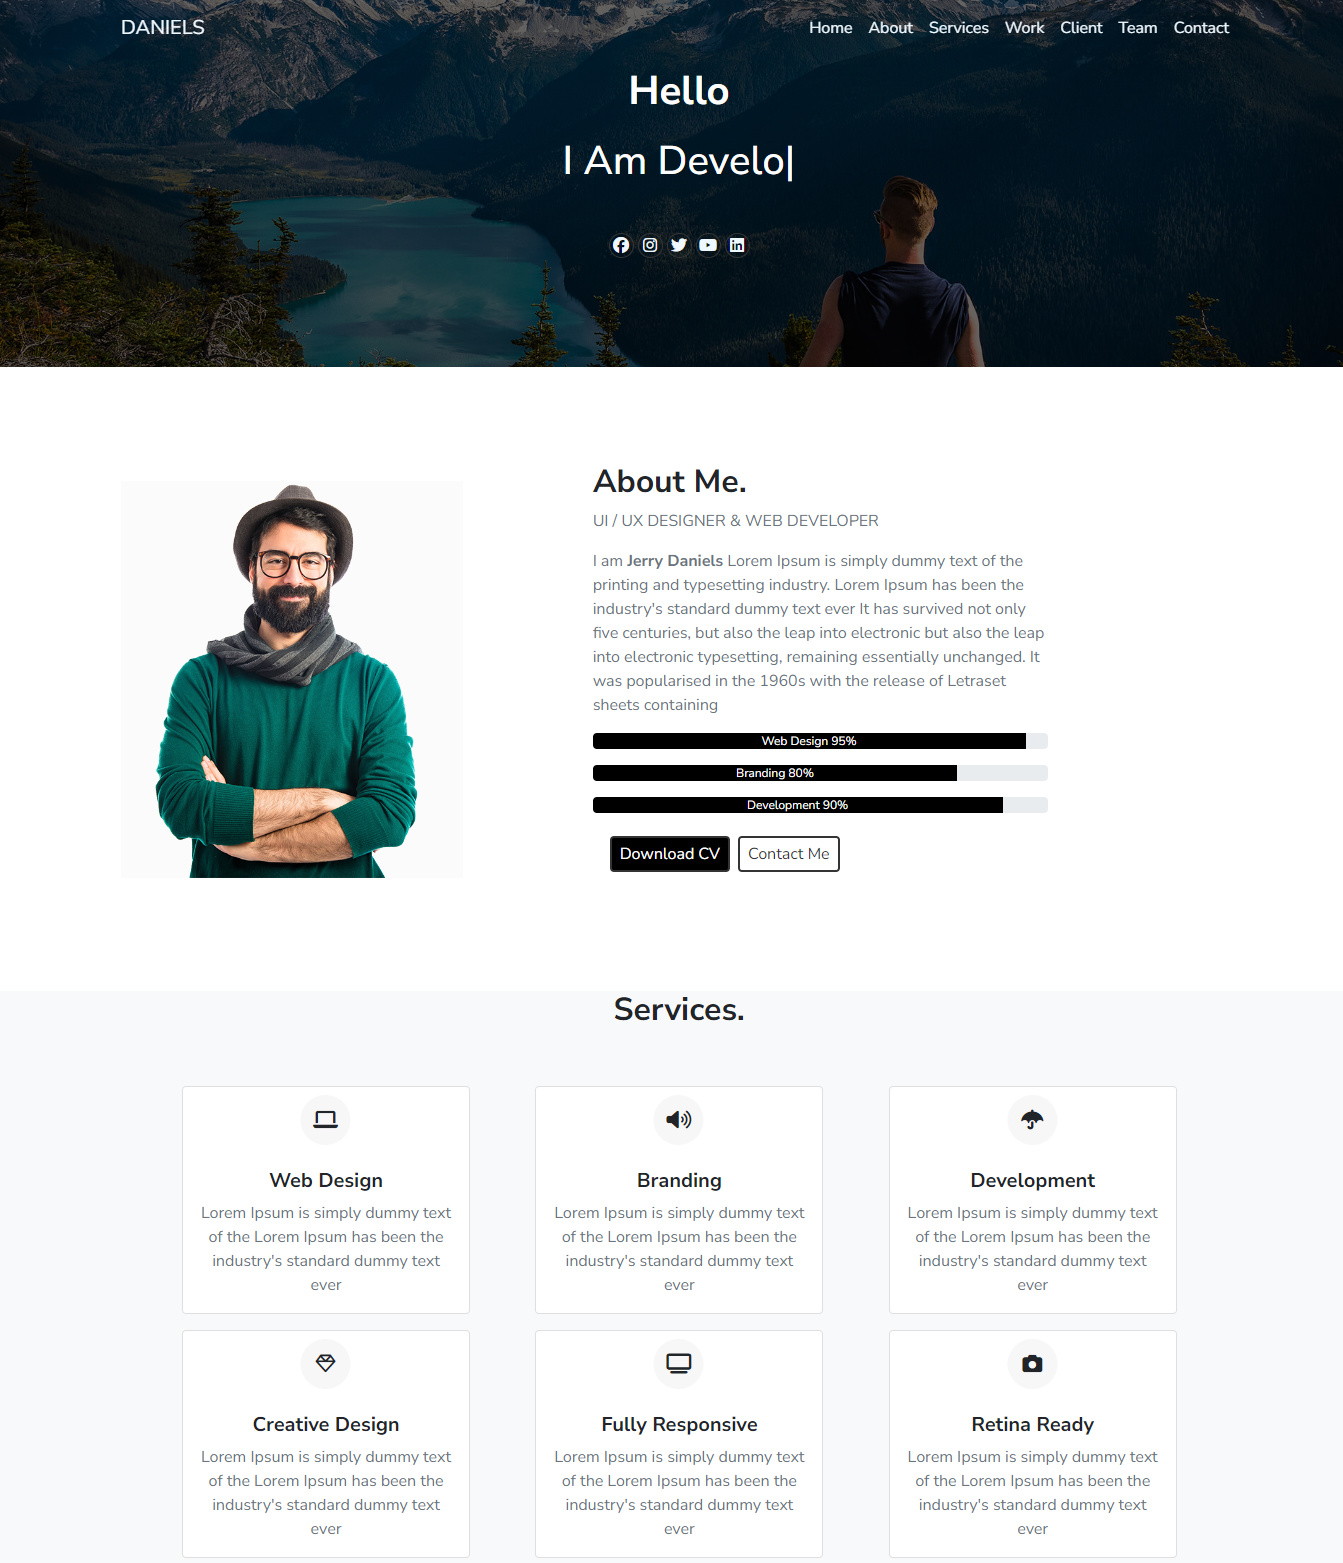 DANIELS
Home About Services Work Client Team Contact
Hello
I Am Develo|
About Me.
UI / UX DESIGNER & WEB DEVELOPER
I am Jerry Daniels Lorem Ipsum is simply dummy text of the
printing and typesetting industry. Lorem Ipsum has been the
industry's standard dummy text ever It has survived not only
five centuries, but also the leap into electronic but also the leap
into electronic typesetting, remaining essentially unchanged. It
was popularised in the 1960s with the release of Letraset
sheets containing
Web Design 95%
Branding 80%
Development 90%
Download CV Contact Me
Services.
Web Design
Lorem Ipsum is simply dummy text
of the Lorem Ipsum has been the
industry's standard dummy text
ever
Branding
Lorem Ipsum is simply dummy text
of the Lorem Ipsum has been the
industry's standard dummy text
ever
Development
Lorem Ipsum is simply dummy text
of the Lorem Ipsum has been the
industry's standard dummy text
ever
Creative Design
Lorem Ipsum is simply dummy text
of the Lorem Ipsum has been the
industry's standard dummy text
ever
Fully Responsive
Lorem Ipsum is simply dummy text
of the Lorem Ipsum has been the
industry's standard dummy text
ever
Retina Ready
Lorem Ipsum is simply dummy text
of the Lorem Ipsum has been the
industry's standard dummy text
ever